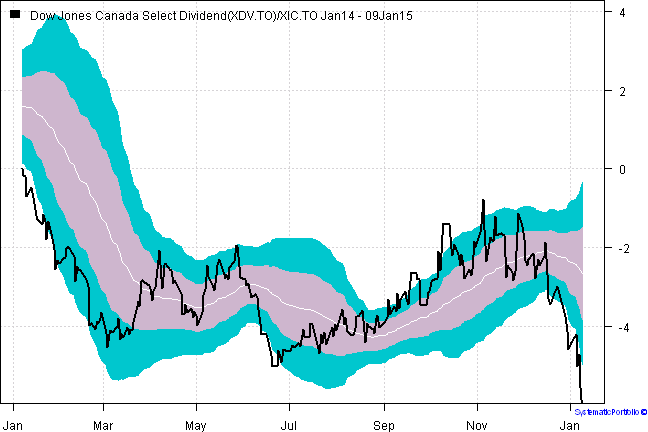 Dow Jones Canada Select Dividend(XDV.TO)/XIC.TO Jan14 - 09Jan15
4
2
0
-2
-4
SystematicPortfolio ©
Jan Mar May Jul Sep Nov Jan